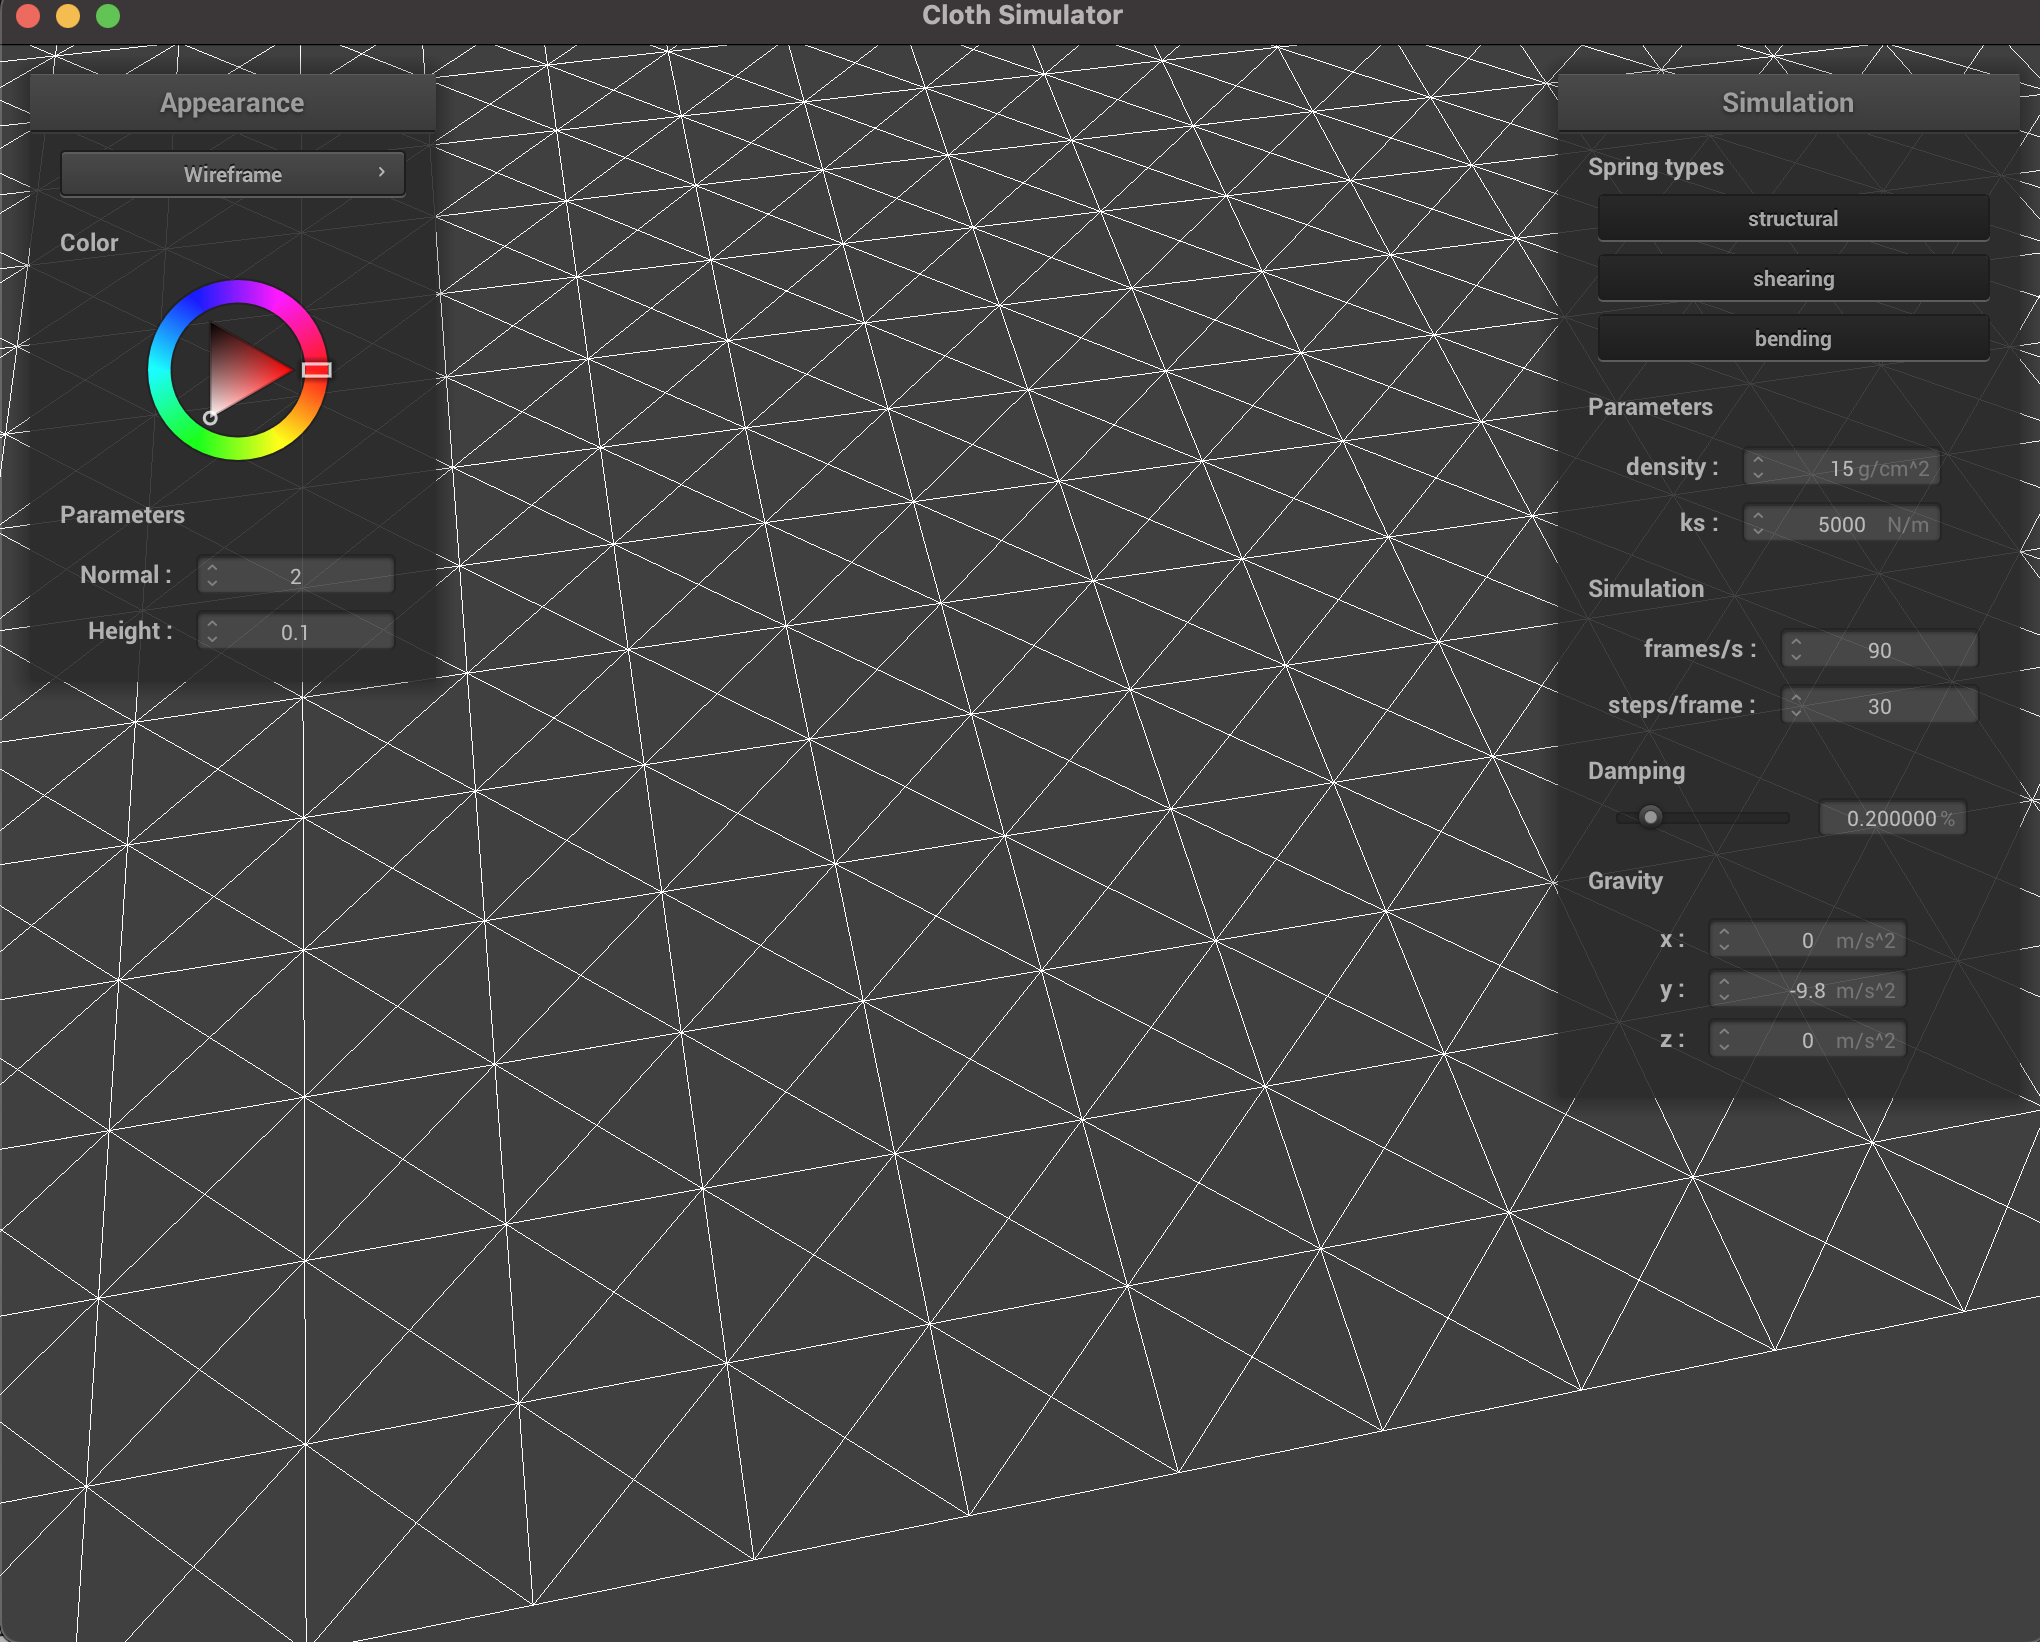 Cloth Simulator
Appearance
Wireframe
Color
Parameters
Normal : 2
Height : 0.1
Simulation
Spring types
structural
shearing
bending
Parameters
density : 15 g/cm^2
ks : 5000 N/m
Simulation
frames/s : 90
steps/frame : 30
Damping
0.200000 %
Gravity
x : 0 m/s^2
y : -9.8 m/s^2
z : 0 m/s^2